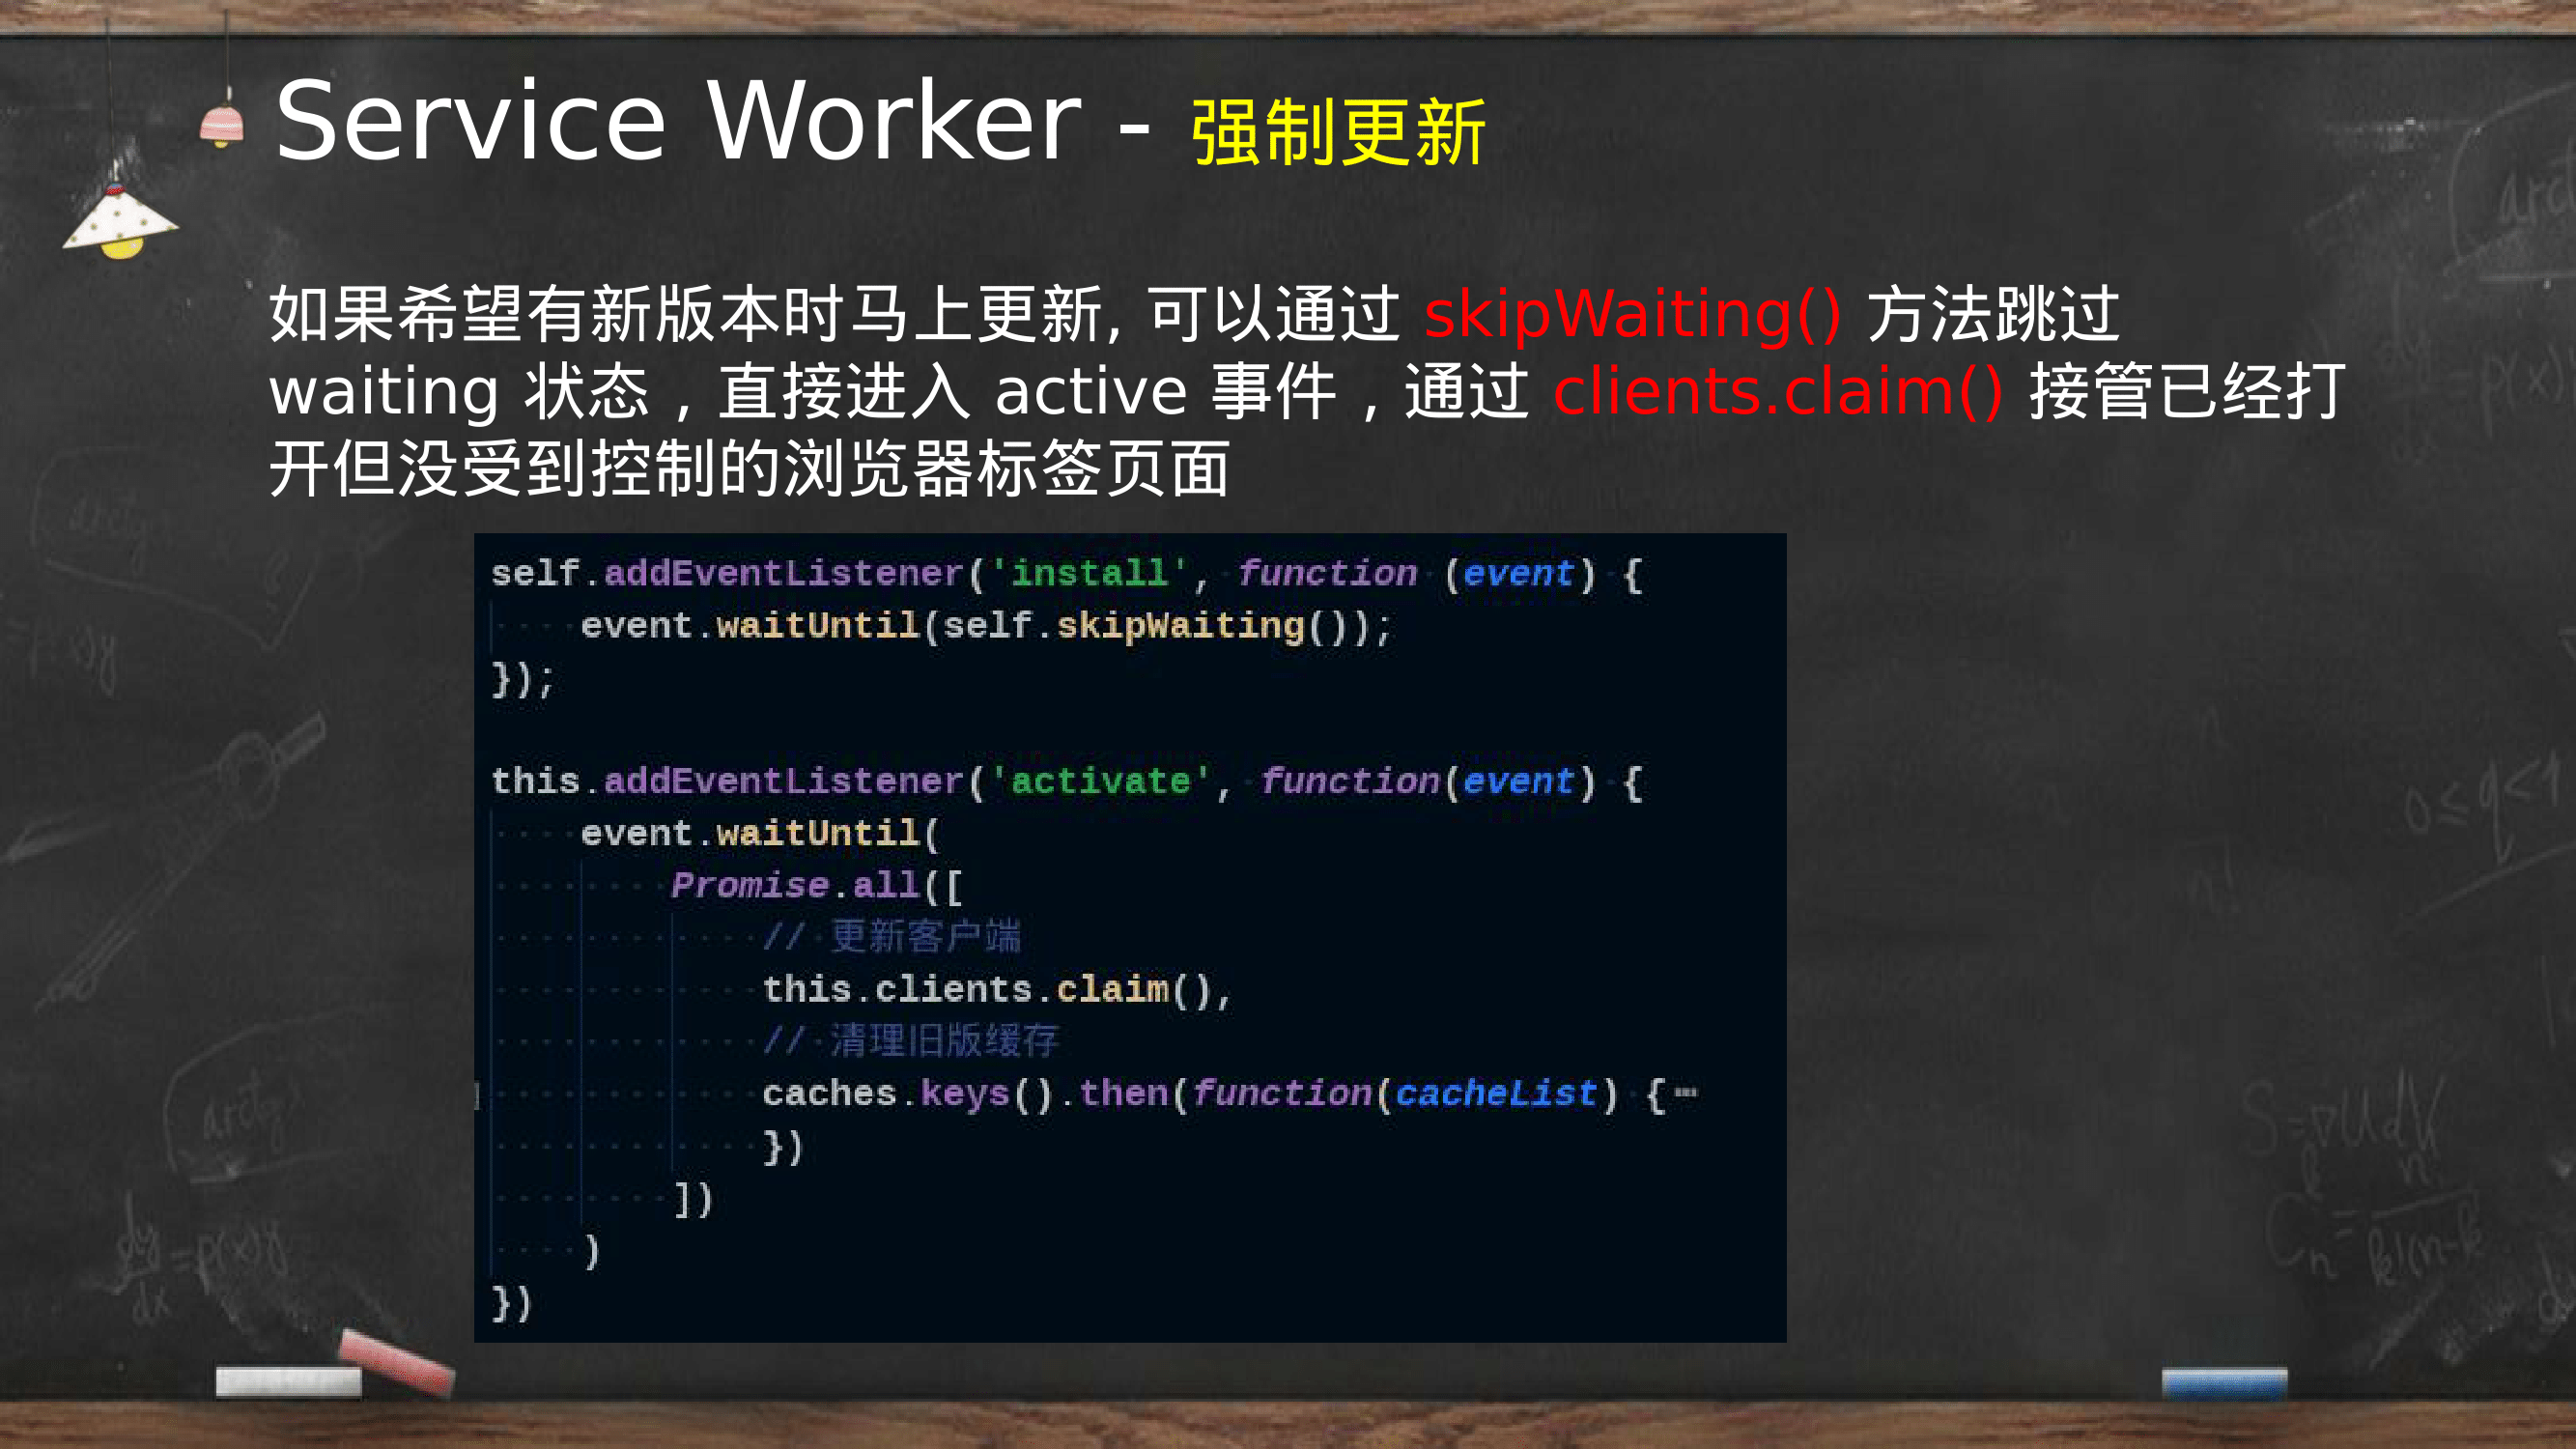 Service Worker - 强制更新
如果希望有新版本时马上更新, 可以通过 skipWaiting() 方法跳过
waiting 状态，直接进入 active 事件，通过 clients.claim() 接管已经打
开但没受到控制的浏览器标签页面
self.addEventListener('install', function (event) {
    event.waitUntil(self.skipWaiting());
});
this.addEventListener('activate', function(event) {
    event.waitUntil(
        Promise.all([
            // 更新客户端
            this.clients.claim(),
            // 清理旧版缓存
            caches.keys().then(function(cacheList) {⋯
            })
        ])
    )
})